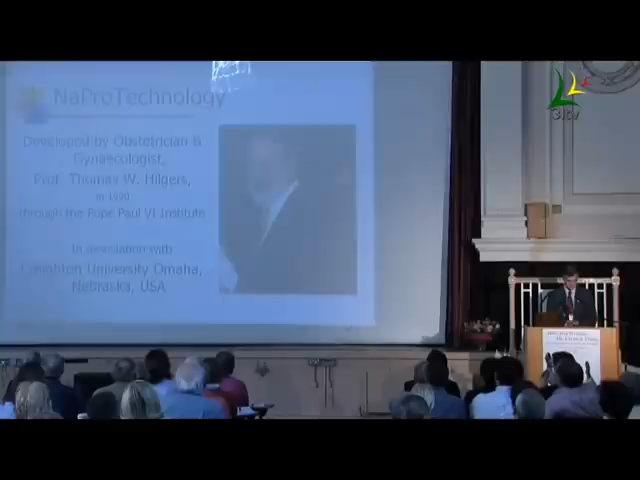 NaProTechnology
Developed by Obstetrician &
Gynaecologist,
Prof. Thomas W. Hilgers,
in 1990
through the Pope Paul VI Institute
In association with
Creighton University Omaha,
Nebraska, USA